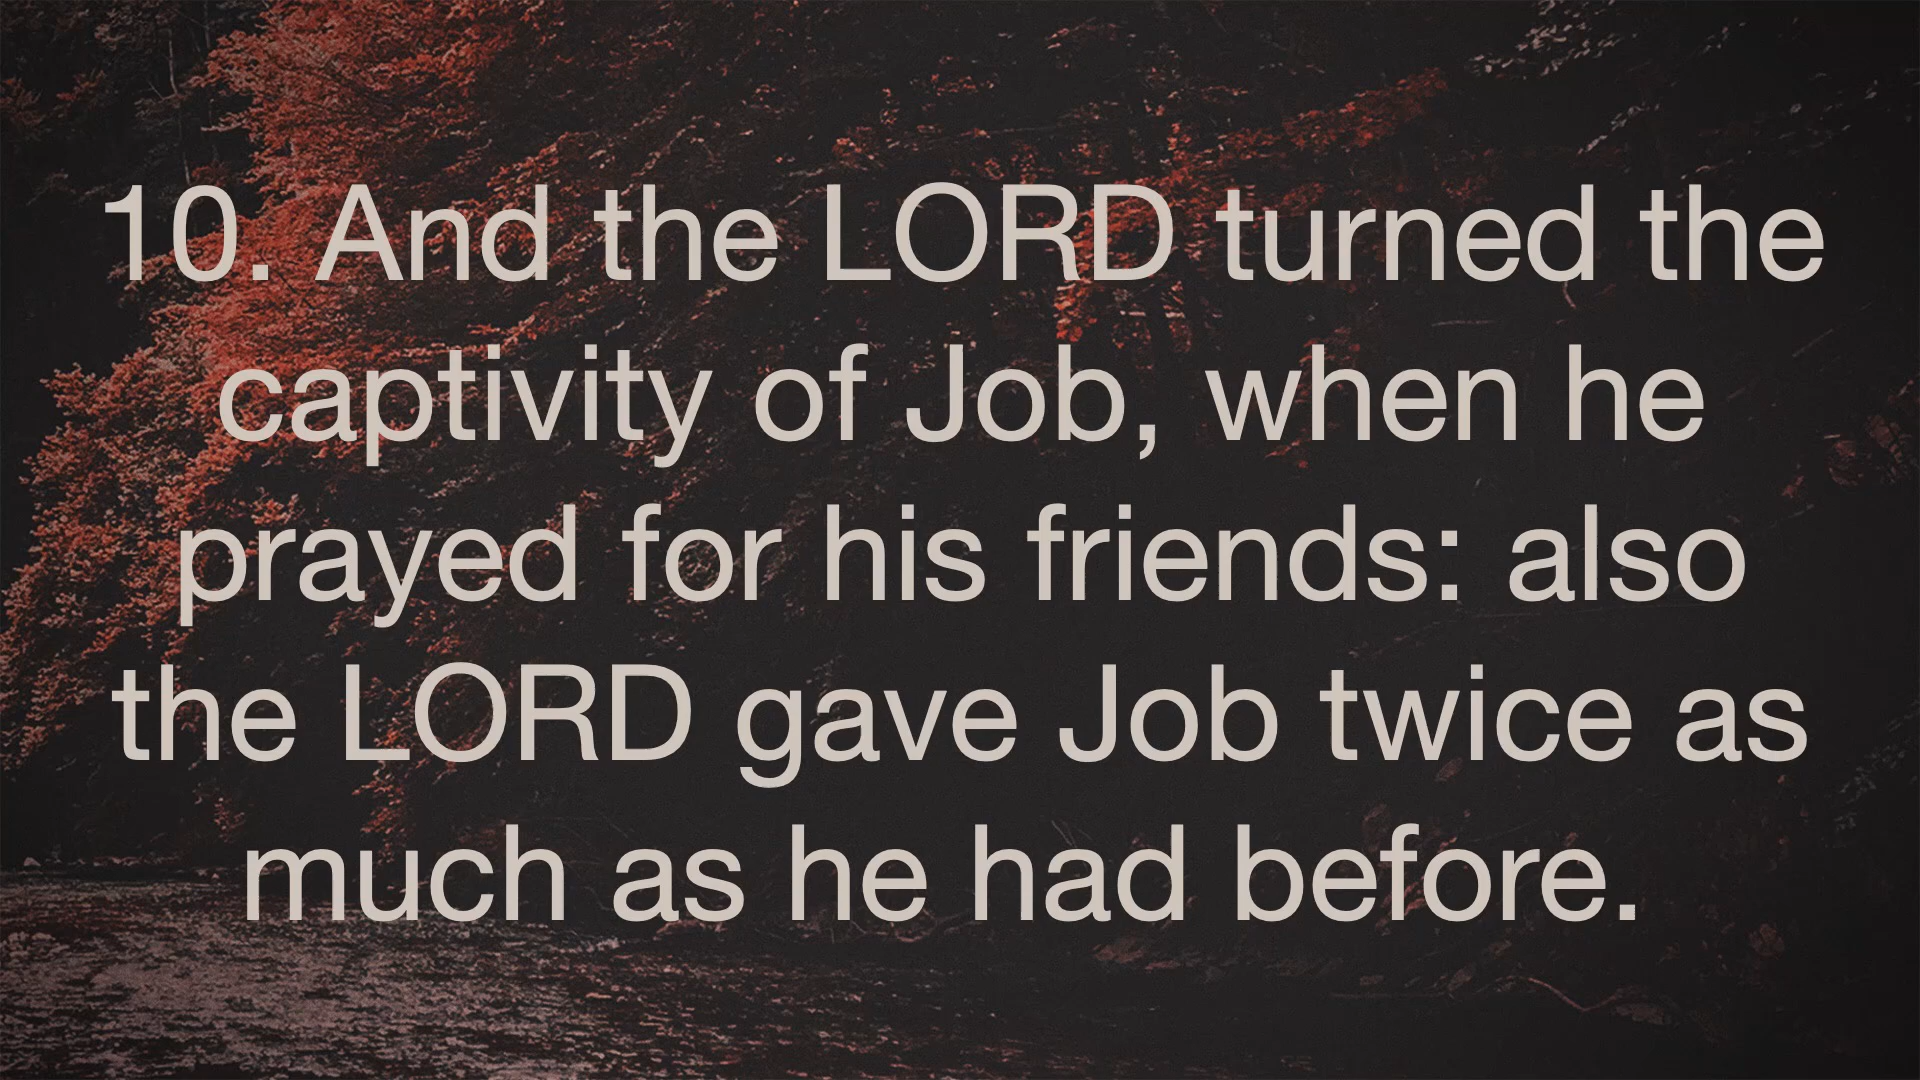 10. And the LORD turned the
captivity of Job, when he
prayed for his friends: also
the LORD gave Job twice as
much as he had before.